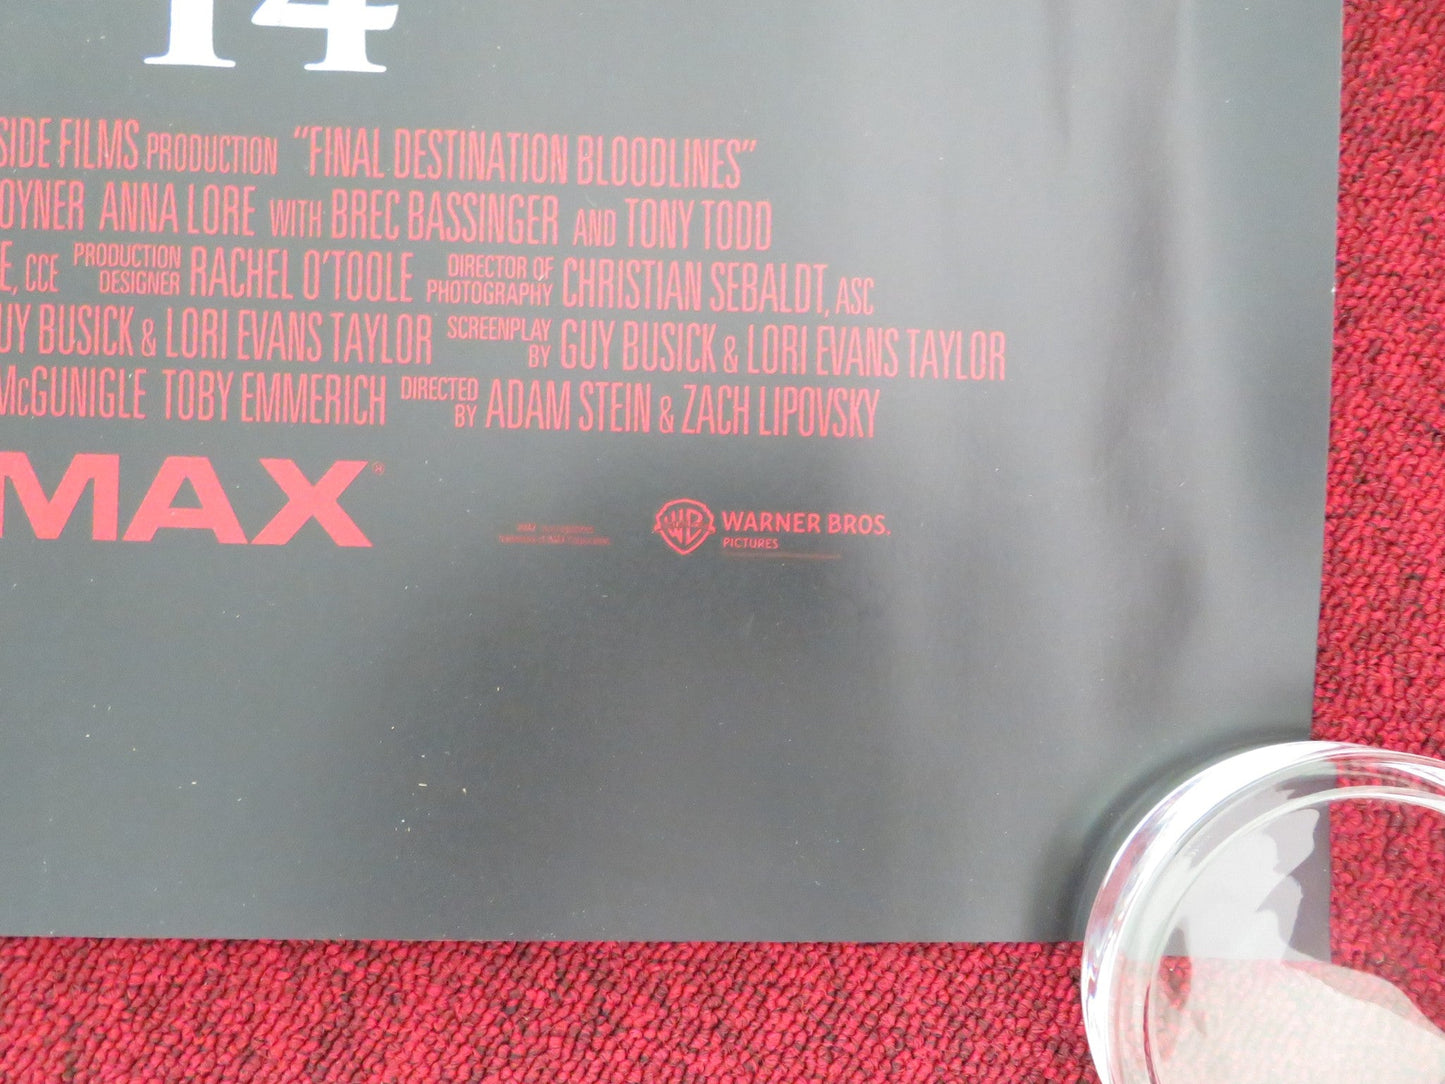 14
SIDE FILMS PRODUCTION "FINAL DESTINATION BLOODLINES"
OYNER ANNA LORE WITH BREC BASSINGER AND TONY TODD
E, CCE PRODUCTION DESIGNER RACHEL O'TOOLE DIRECTOR OF PHOTOGRAPHY CHRISTIAN SEBALDT, ASC
UY BUSICK & LORI EVANS TAYLOR SCREENPLAY BY GUY BUSICK & LORI EVANS TAYLOR
McGUNIGLE TOBY EMMERICH DIRECTED BY ADAM STEIN & ZACH LIPOVSKY
MAX®
WB WARNER BROS.
PICTURES